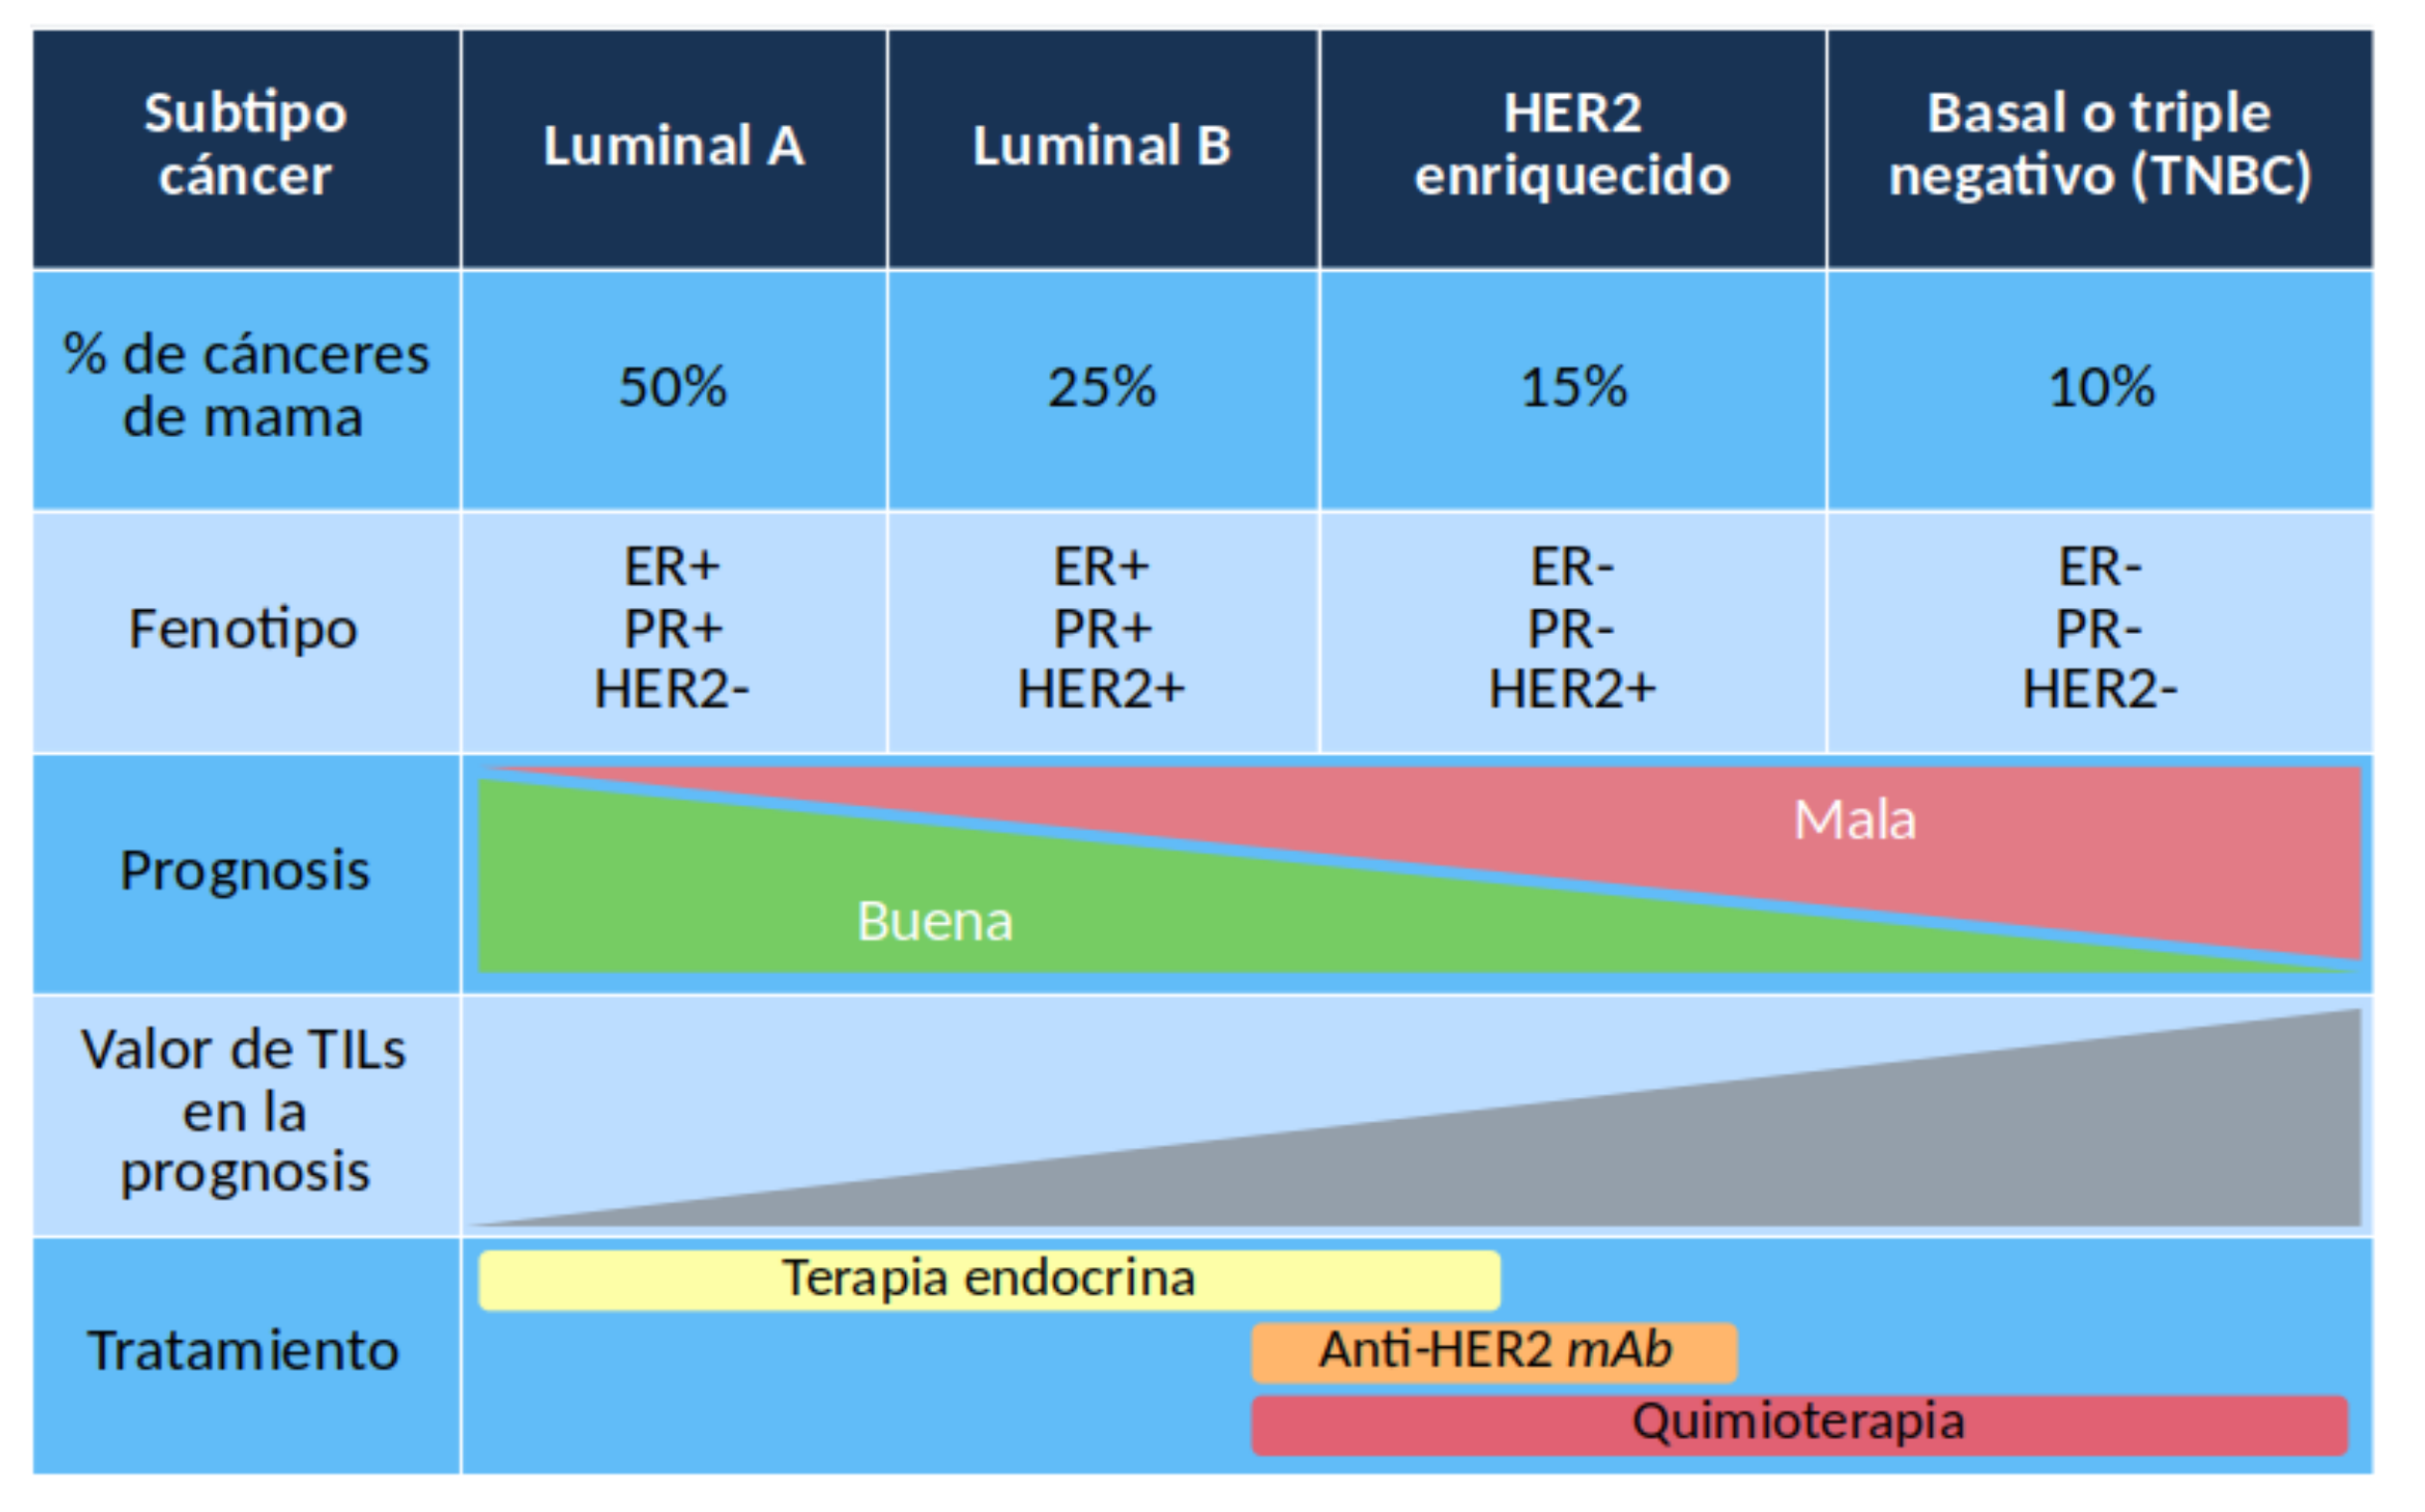 Subtipo
cáncer
Luminal A
Luminal B
HER2
enriquecido
Basal o triple
negativo (TNBC)
% de cánceres
de mama
50%
25%
15%
10%
Fenotipo
ER+
PR+
HER2-
ER+
PR+
HER2+
ER-
PR-
HER2+
ER-
PR-
HER2-
Prognosis
Mala
Buena
Valor de TILs
en la
prognosis
Tratamiento
Terapia endocrina
Anti-HER2 mAb
Quimioterapia